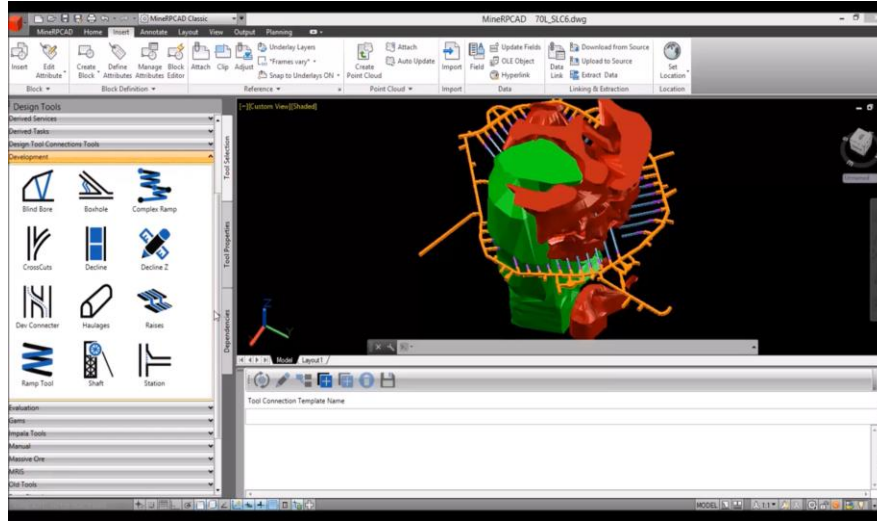 MineRPCAD Classic
MineRPCAD 70L_SLC6.dwg
MineRPCAD Home Insert Annotate Layout View Output Planning
Insert
Edit Attribute
Create Block
Define Attributes
Manage Attributes
Block Editor
Attach
Clip
Adjust
Underlay Layers
*Frames vary*
Snap to Underlays ON
Create Point Cloud
Attach
Auto Update
Import
Field
Update Fields
OLE Object
Hyperlink
Data Link
Download from Source
Upload to Source
Extract Data
Set Location
Block
Block Definition
Reference
Point Cloud
Import
Data
Linking & Extraction
Location
Design Tools
Derived Services
Derived Tasks
Design Tool Connections Tools
Development
Blind Bore
Boxhole
Complex Ramp
CrossCuts
Decline
Decline Z
Dev Connecter
Haulages
Raises
Ramp Tool
Shaft
Station
Evaluation
Gams
Impala Tools
Manual
Massive Ore
MRIS
Old Tools
Tool Selection
Tool Properties
Dependencies
[-][Custom View][Shaded]
Unnamed
Z
Y
Model
Layout1
Tool Connection Template Name
MODEL
1:1